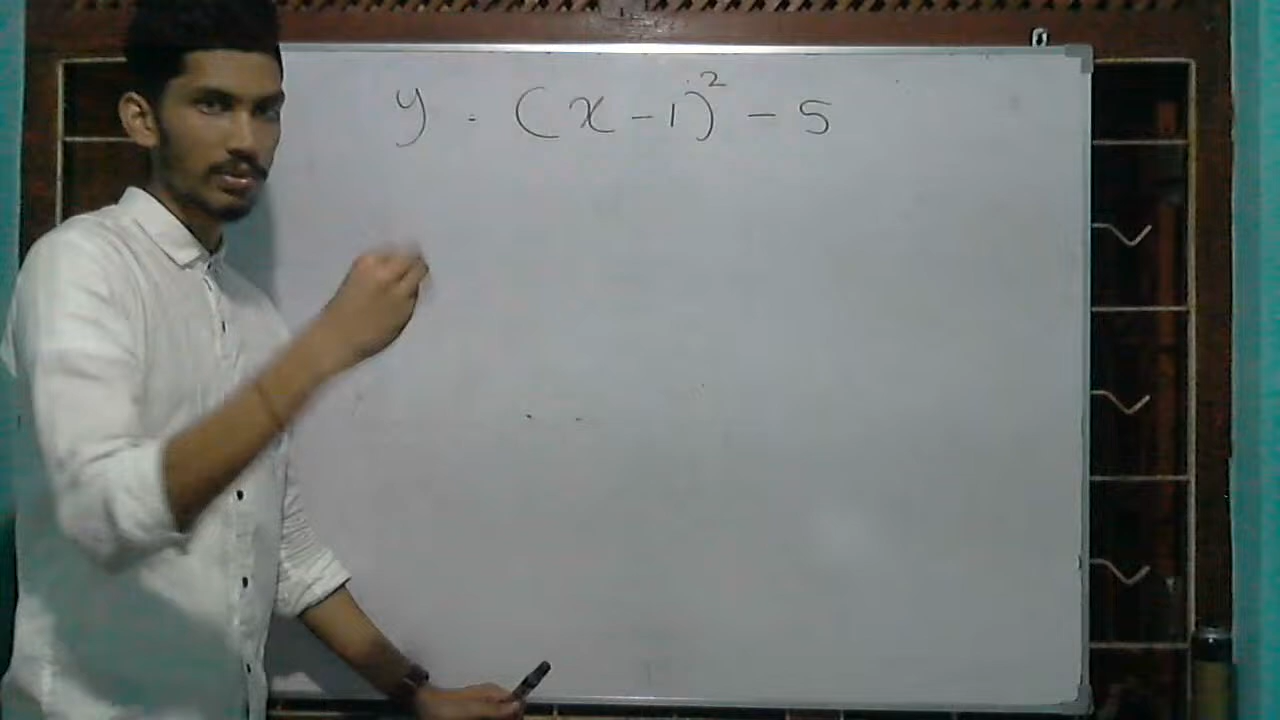 y = (x - 1)² - 5